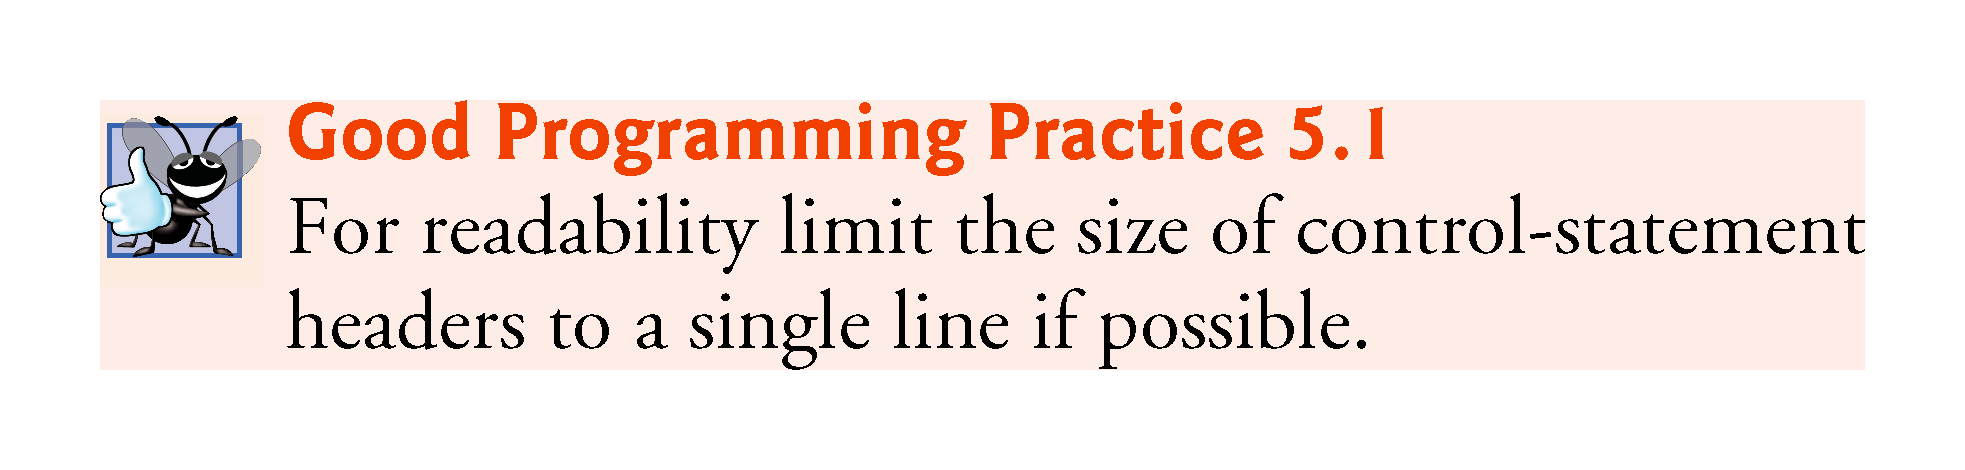 Good Programming Practice 5.1
For readability limit the size of control-statement
headers to a single line if possible.